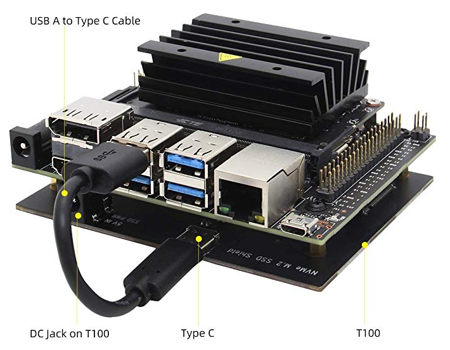 USB A to Type C Cable
NVMe M.2 SSD Shield
DC Jack on T100
Type C
T100